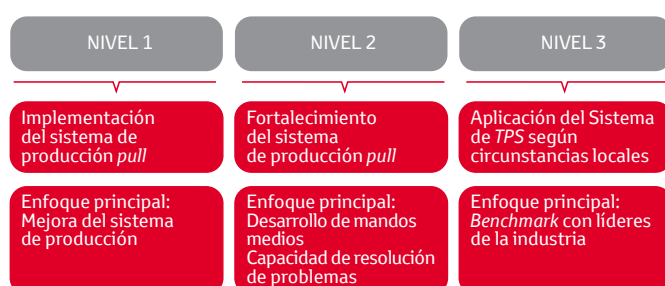 NIVEL 1
NIVEL 2
NIVEL 3
Implementación
del sistema de
producción pull
Fortalecimiento
del sistema
de producción pull
Aplicación del Sistema
de TPS según
circunstancias locales
Enfoque principal:
Mejora del sistema
de producción
Enfoque principal:
Desarrollo de mandos
medios
Capacidad de resolución
de problemas
Enfoque principal:
Benchmark con líderes
de la industria